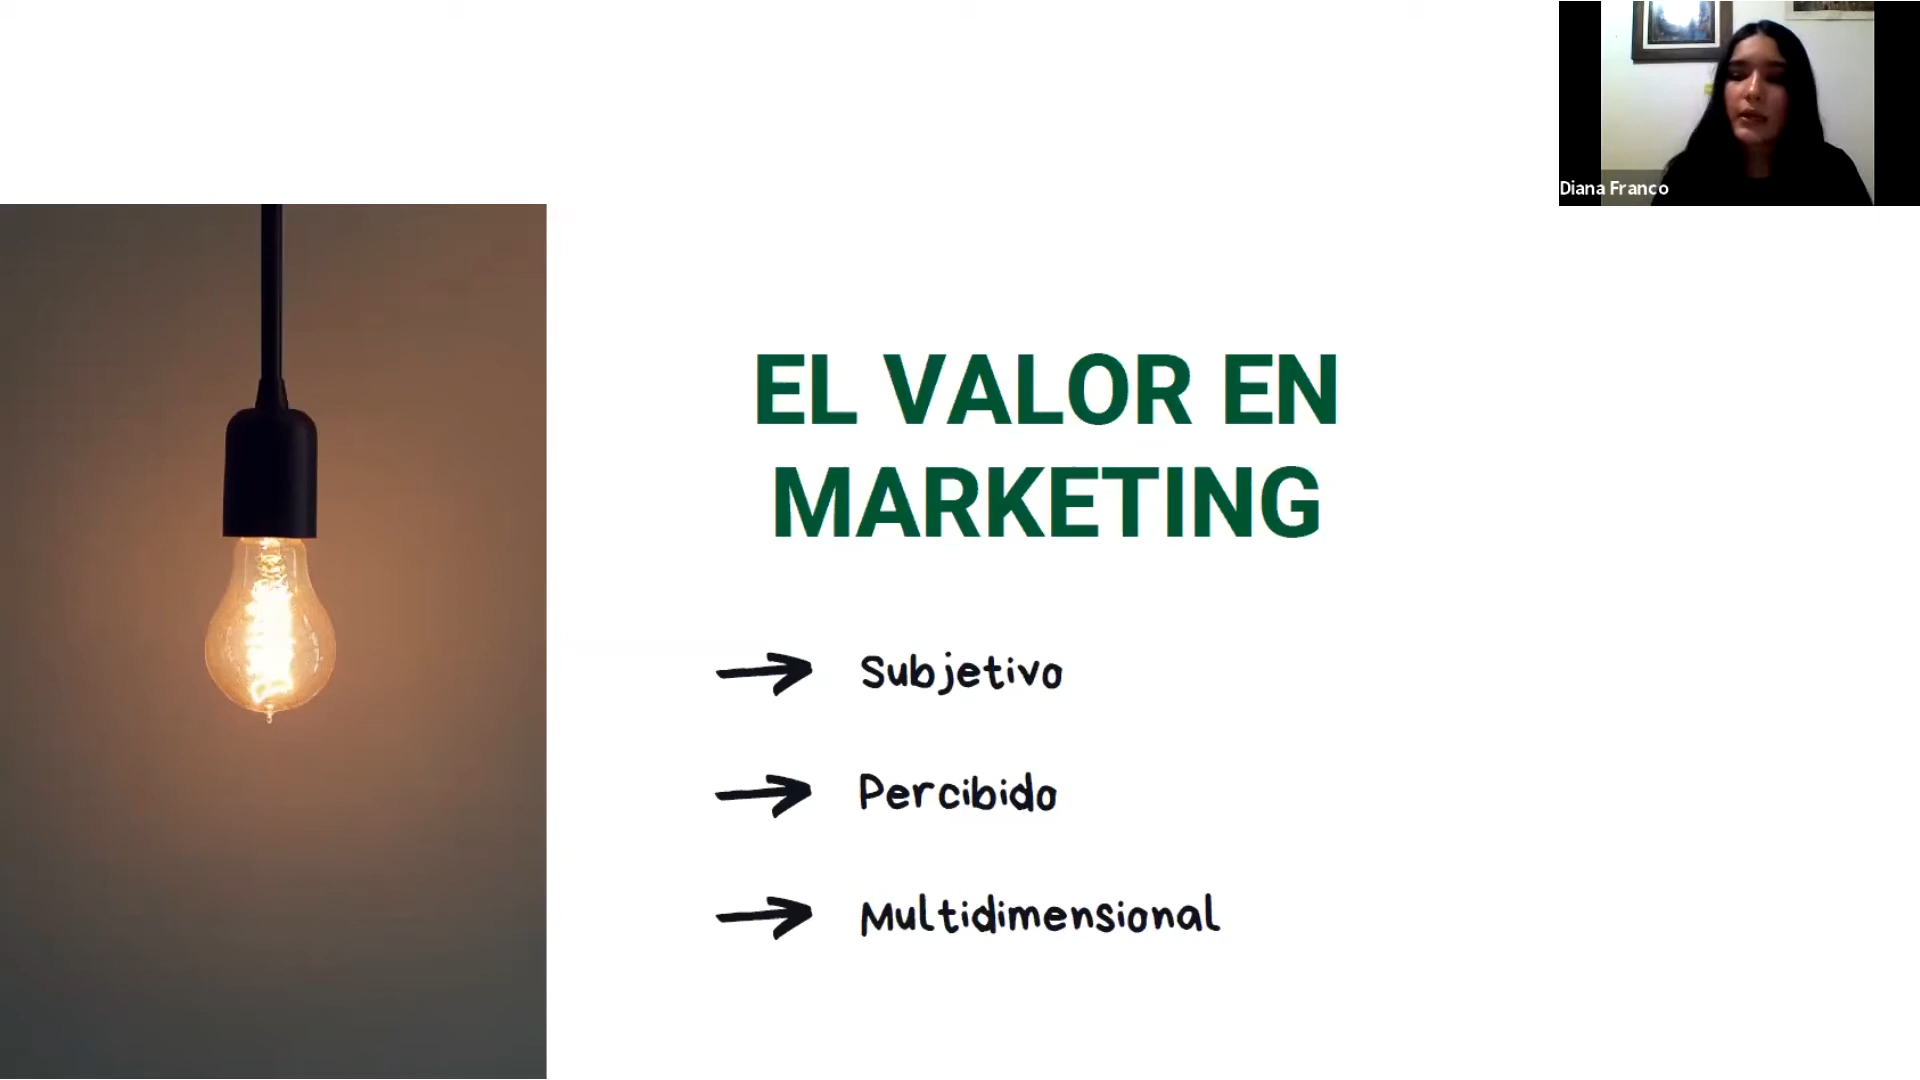 Diana Franco
EL VALOR EN
MARKETING
Subjetivo
Percibido
Multidimensional